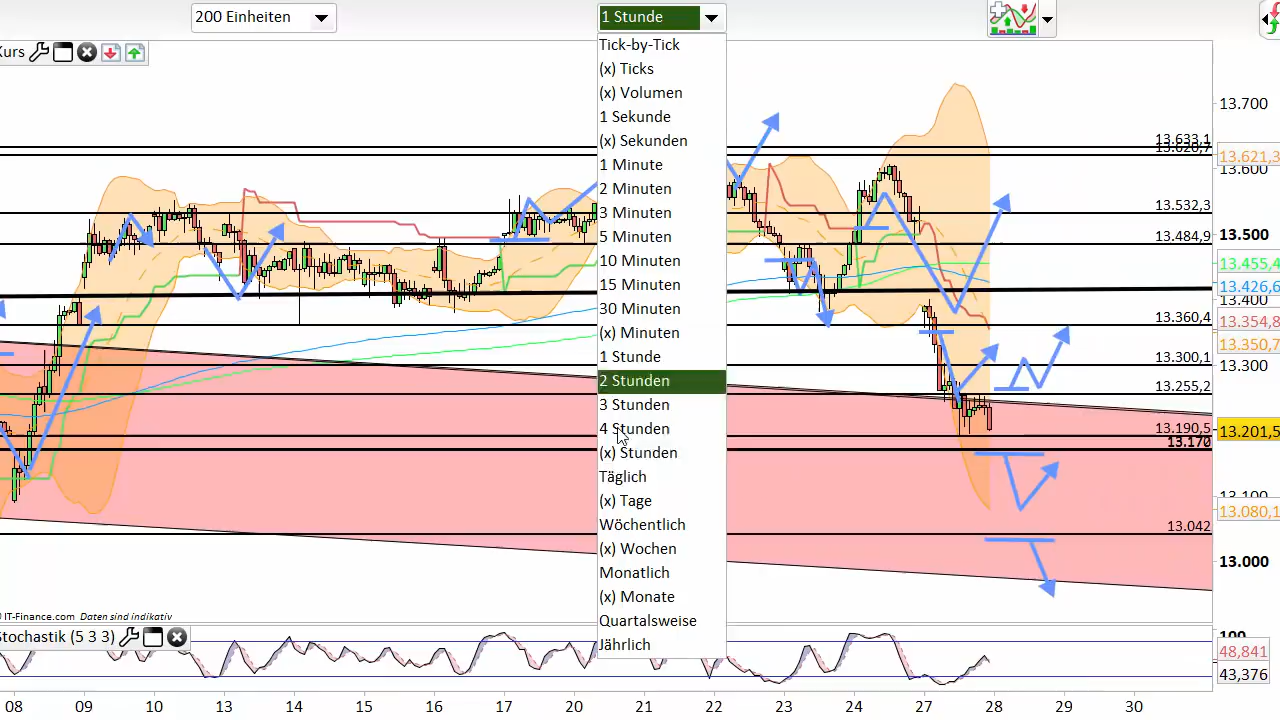 200 Einheiten
1 Stunde
Kurs
Tick-by-Tick
(x) Ticks
(x) Volumen
1 Sekunde
(x) Sekunden
1 Minute
2 Minuten
3 Minuten
5 Minuten
10 Minuten
15 Minuten
30 Minuten
(x) Minuten
1 Stunde
2 Stunden
3 Stunden
4 Stunden
(x) Stunden
Täglich
(x) Tage
Wöchentlich
(x) Wochen
Monatlich
(x) Monate
Quartalsweise
Jährlich
13.633,1
13.532,3
13.484,9
13.360,4
13.300,1
13.255,2
13.190,5
13.170
13.042
13.700
13.621,3
13.600
13.500
13.455,4
13.426,6
13.400
13.354,8
13.350,7
13.300
13.201,5
13.100
13.080,1
13.000
© IT-Finance.com Daten sind indikativ
Stochastik (5 3 3)
100
48,841
43,376
08 09 10 13 14 15 16 17 20 21 22 23 24 27 28 29 30